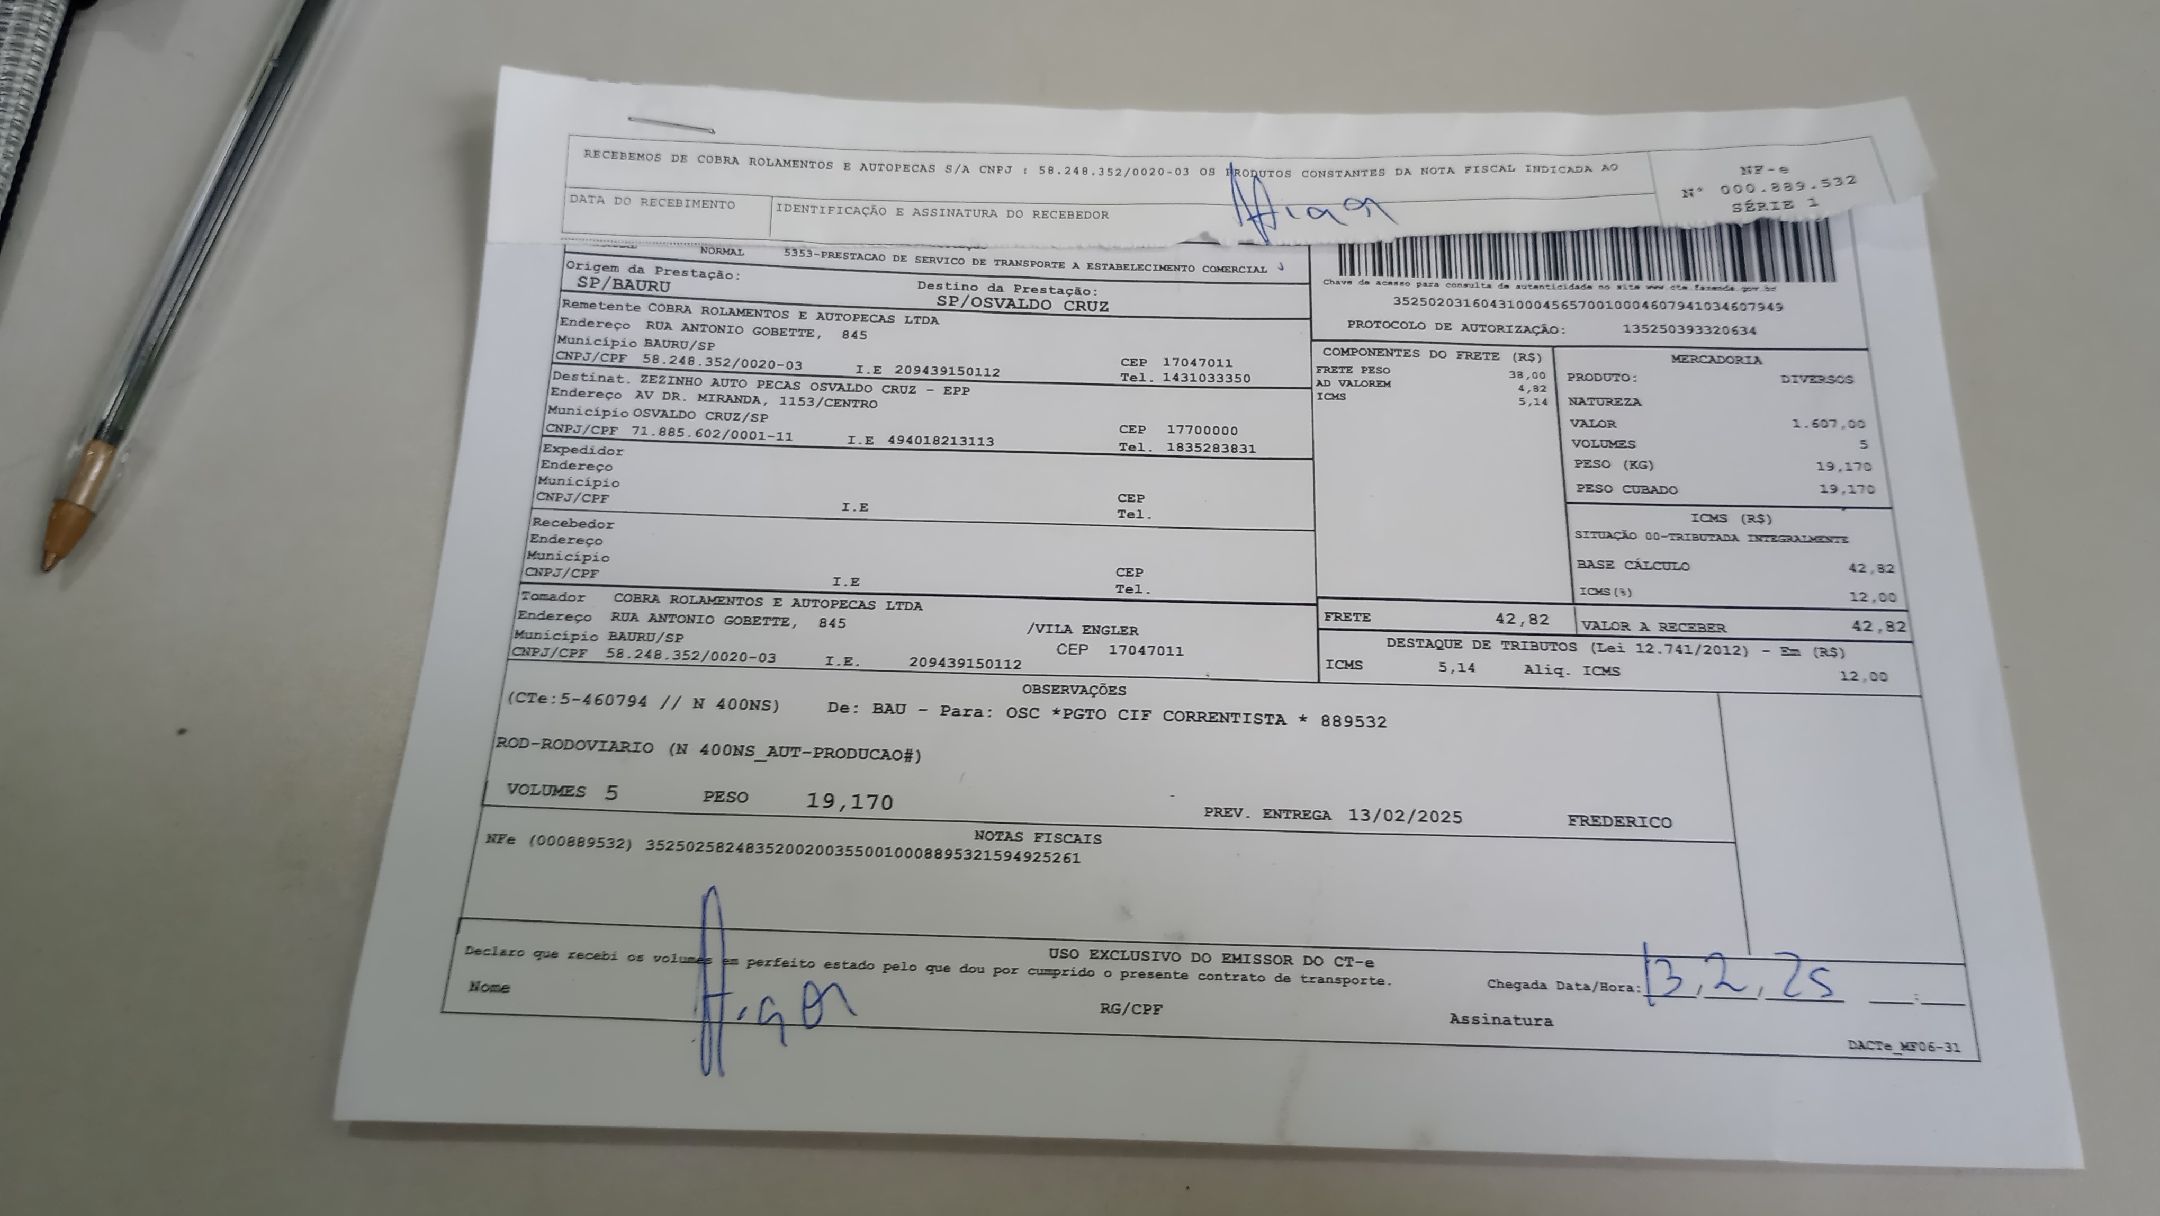 RECEBEMOS DE COBRA ROLAMENTOS E AUTOPECAS S/A CNPJ : 58.248.352/0020-03 OS PRODUTOS CONSTANTES DA NOTA FISCAL INDICADA AO
NF-e
N° 000.889.532
SÉRIE 1
DATA DO RECEBIMENTO
IDENTIFICAÇÃO E ASSINATURA DO RECEBEDOR
NORMAL 5353-PRESTACAO DE SERVICO DE TRANSPORTE A ESTABELECIMENTO COMERCIAL
Origem da Prestação:
SP/BAURU
Destino da Prestação:
SP/OSVALDO CRUZ
Chave de acesso para consulta de autenticidade no site www.cte.fazenda.gov.br
35250203160431000456570010004607941034607949
PROTOCOLO DE AUTORIZAÇÃO: 135250393320634
Remetente COBRA ROLAMENTOS E AUTOPECAS LTDA
Endereço RUA ANTONIO GOBETTE, 845
Município BAURU/SP
CEP 17047011
CNPJ/CPF 58.248.352/0020-03 I.E 209439150112 Tel. 1431033350
Destinat. ZEZINHO AUTO PECAS OSVALDO CRUZ - EPP
Endereço AV DR. MIRANDA, 1153/CENTRO
Município OSVALDO CRUZ/SP
CEP 17700000
CNPJ/CPF 71.885.602/0001-11 I.E 494018213113 Tel. 1835283831
Expedidor
Endereço
Município
CEP
CNPJ/CPF I.E Tel.
Recebedor
Endereço
Município
CEP
CNPJ/CPF I.E Tel.
Tomador COBRA ROLAMENTOS E AUTOPECAS LTDA
Endereço RUA ANTONIO GOBETTE, 845 /VILA ENGLER
Município BAURU/SP CEP 17047011
CNPJ/CPF 58.248.352/0020-03 I.E. 209439150112
COMPONENTES DO FRETE (R$)
FRETE PESO 38,00
AD VALOREM 4,82
ICMS 5,14
MERCADORIA
PRODUTO: DIVERSOS
NATUREZA
VALOR 1.607,00
VOLUMES 5
PESO (KG) 19,170
PESO CUBADO 19,170
ICMS (R$)
SITUAÇÃO 00-TRIBUTADA INTEGRALMENTE
BASE CÁLCULO 42,82
ICMS(%) 12,00
FRETE 42,82
VALOR A RECEBER 42,82
DESTAQUE DE TRIBUTOS (Lei 12.741/2012) - Em (R$)
ICMS 5,14 Aliq. ICMS 12,00
OBSERVAÇÕES
(CTe:5-460794 // N 400NS) De: BAU - Para: OSC *PGTO CIF CORRENTISTA * 889532
ROD-RODOVIARIO (N 400NS_AUT-PRODUCAO#)
VOLUMES 5 PESO 19,170 PREV. ENTREGA 13/02/2025 FREDERICO
NOTAS FISCAIS
NFe (000889532) 35250258248352002003550010008895321594925261
USO EXCLUSIVO DO EMISSOR DO CT-e
Declaro que recebi os volumes em perfeito estado pelo que dou por cumprido o presente contrato de transporte.
Chegada Data/Hora: 13,2,25
Nome RG/CPF Assinatura
DACTe_MF06-31